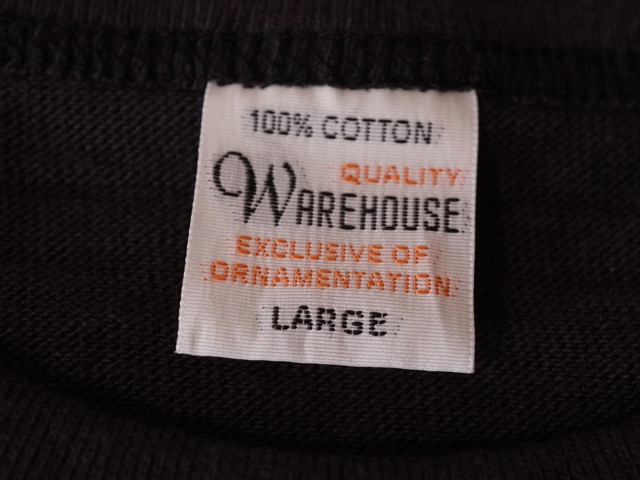 100% COTTON
QUALITY
WAREHOUSE
EXCLUSIVE OF
ORNAMENTATION
LARGE